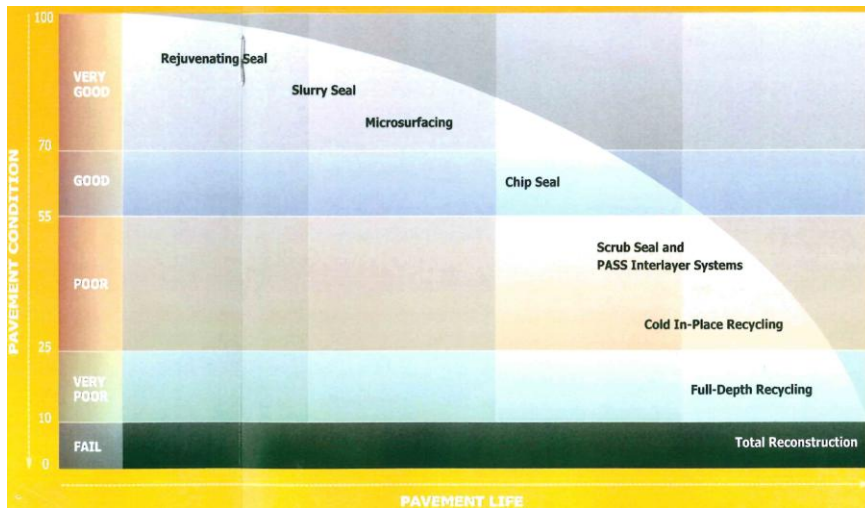 100
Rejuvenating Seal
VERY
GOOD
Slurry Seal
Microsurfacing
70
GOOD
Chip Seal
55
PAVEMENT CONDITION
Scrub Seal and
PASS Interlayer Systems
POOR
Cold In-Place Recycling
25
VERY
POOR
Full-Depth Recycling
10
FAIL
Total Reconstruction
0
PAVEMENT LIFE